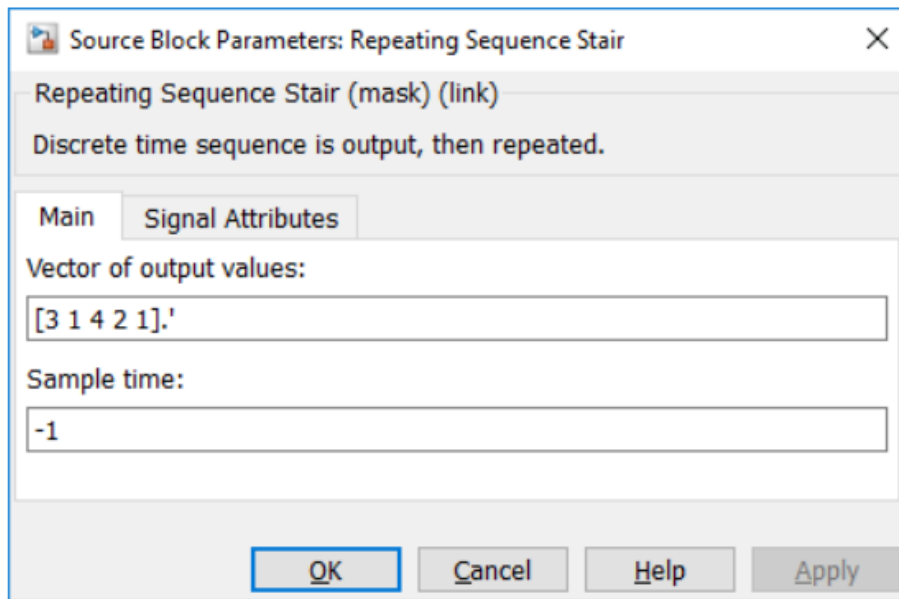 Source Block Parameters: Repeating Sequence Stair
Repeating Sequence Stair (mask) (link)
Discrete time sequence is output, then repeated.
Main Signal Attributes
Vector of output values:
[3 1 4 2 1].'
Sample time:
-1
OK Cancel Help Apply